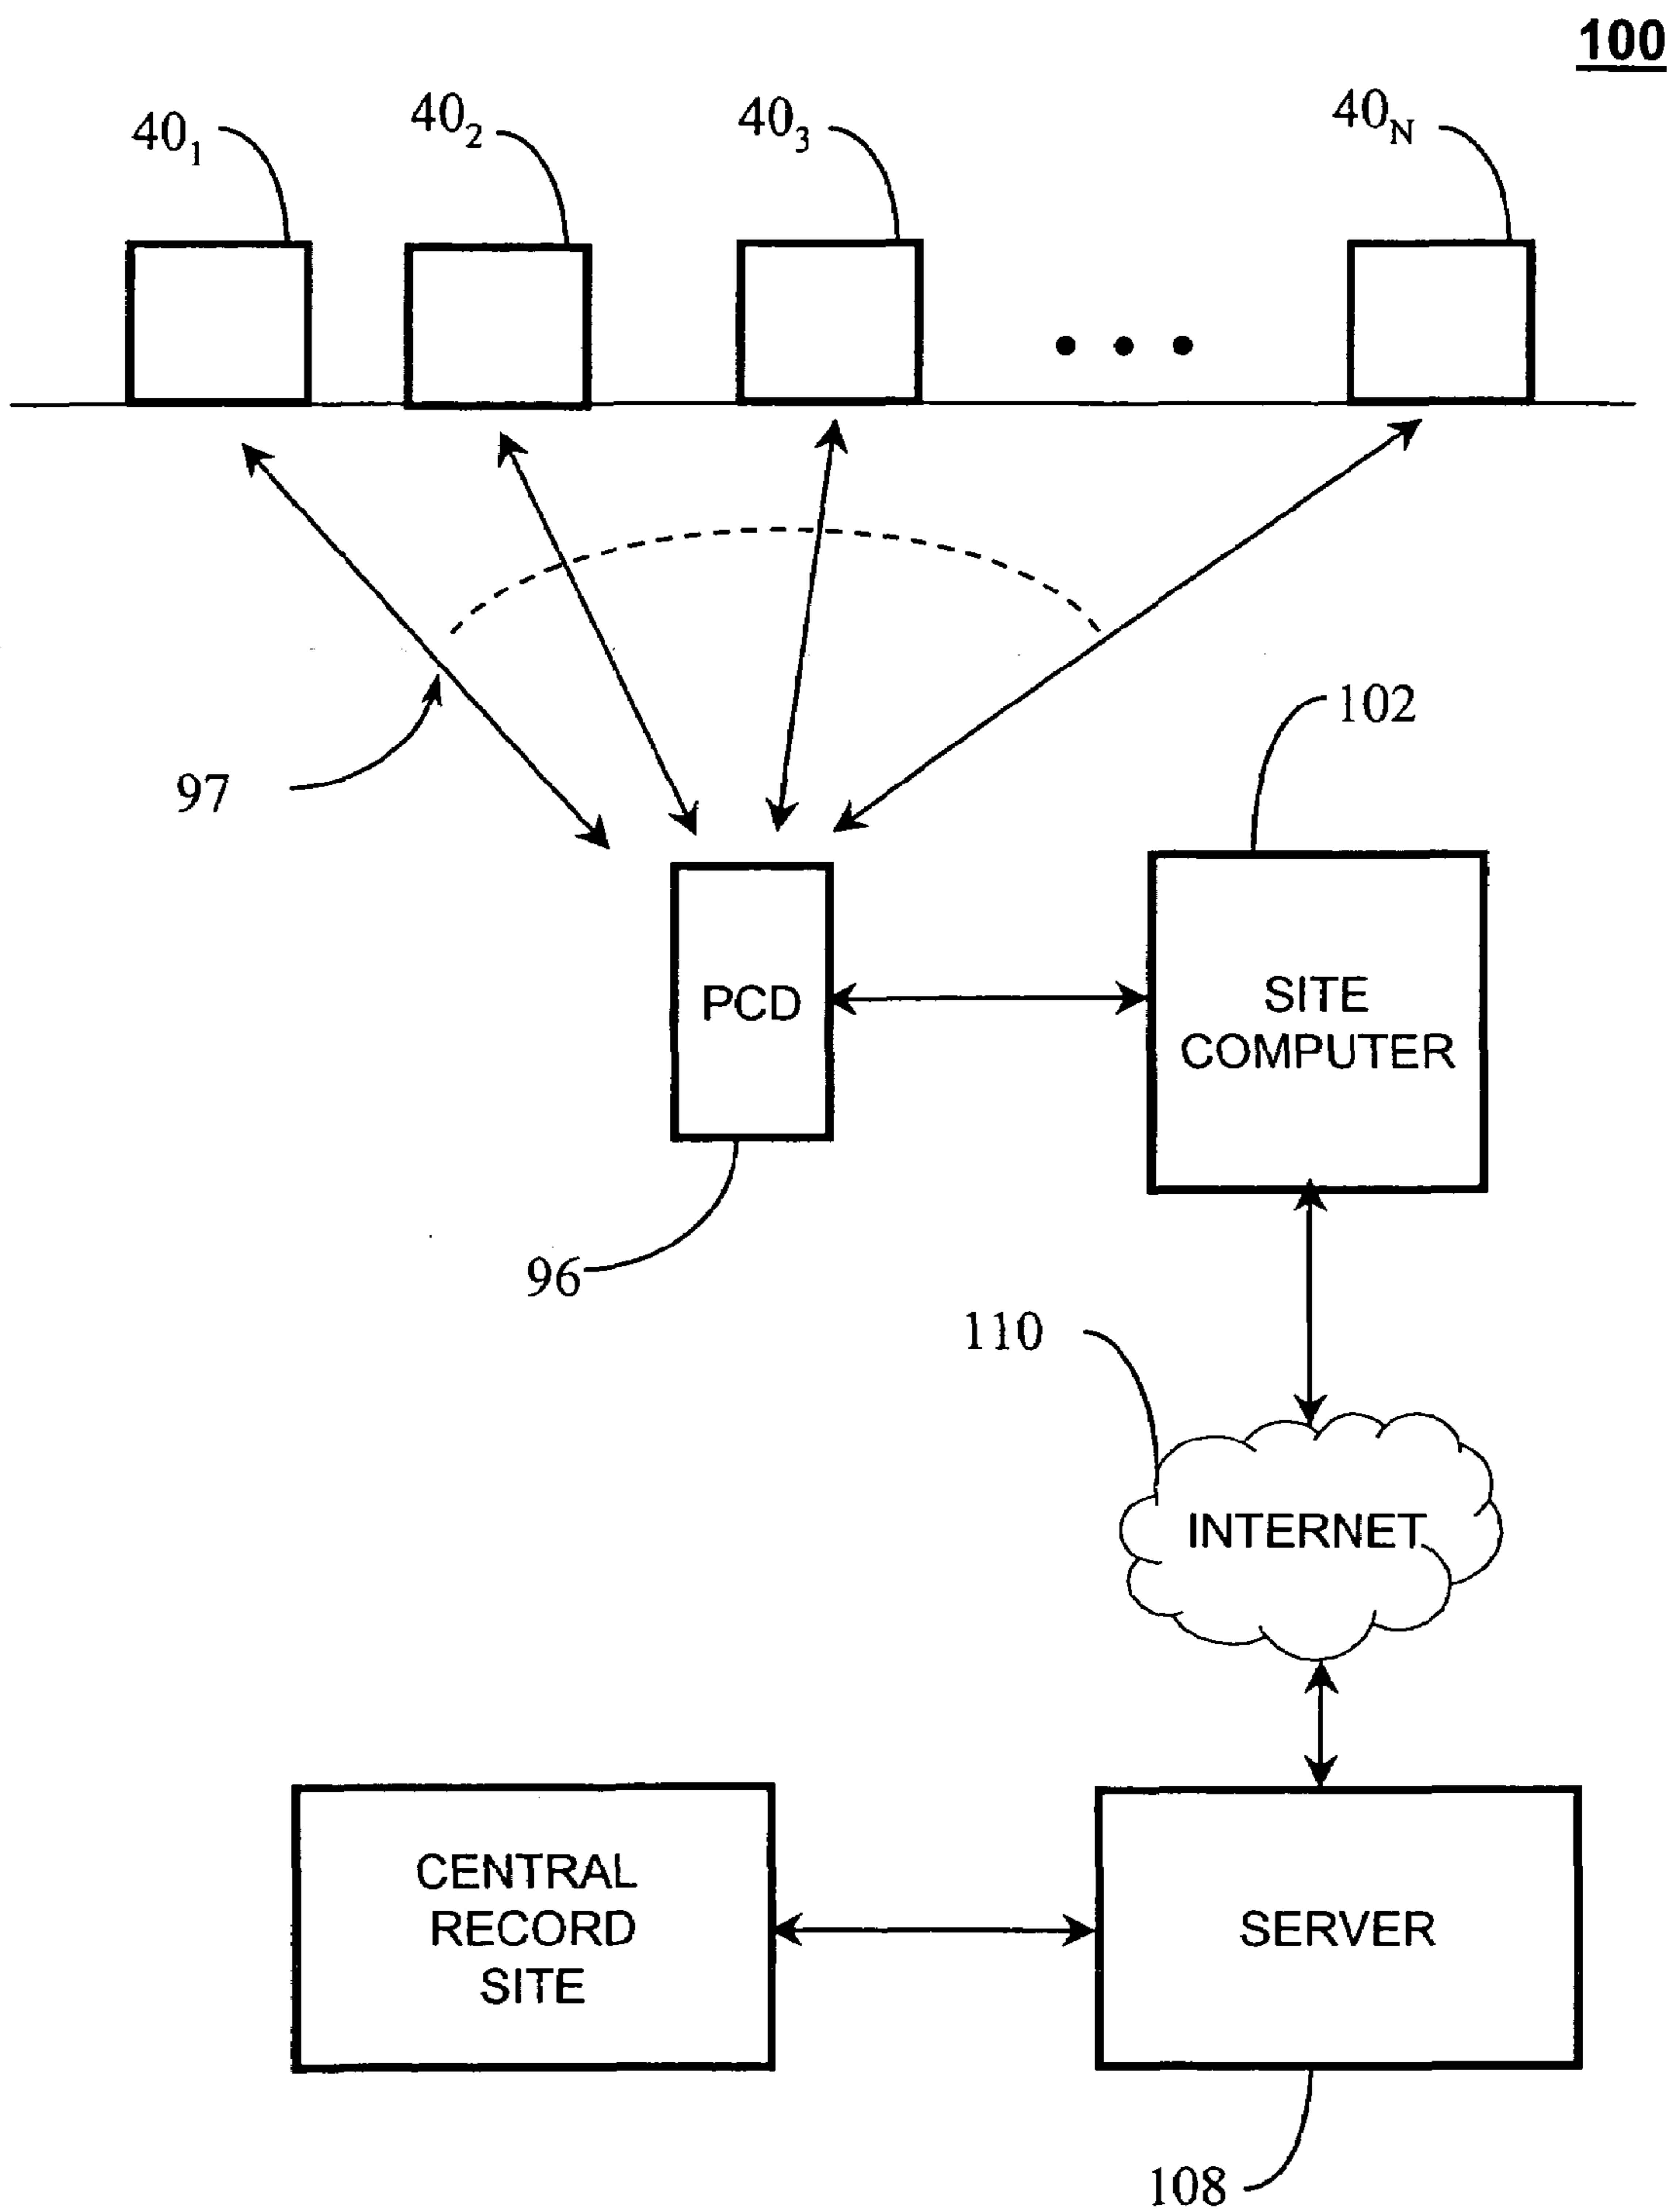 100
40₁
40₂
40₃
40N
102
97
PCD
SITE
COMPUTER
96
110
INTERNET
CENTRAL
RECORD
SITE
SERVER
108